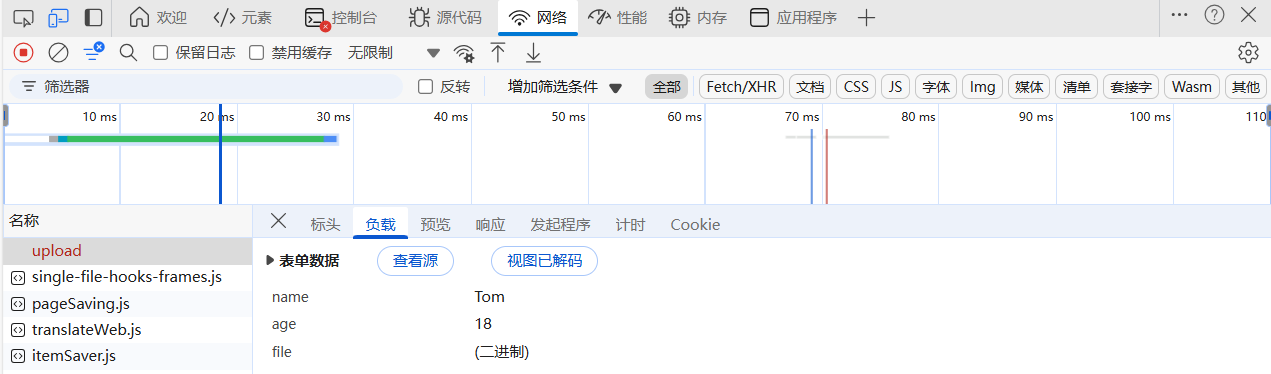 欢迎 元素 控制台 源代码 网络 性能 内存 应用程序
保留日志 禁用缓存 无限制
筛选器 反转 增加筛选条件 全部 Fetch/XHR 文档 CSS JS 字体 Img 媒体 清单 套接字 Wasm 其他
10 ms 20 ms 30 ms 40 ms 50 ms 60 ms 70 ms 80 ms 90 ms 100 ms 110
名称 标头 负载 预览 响应 发起程序 计时 Cookie
upload 表单数据 查看源 视图已解码
single-file-hooks-frames.js name Tom
pageSaving.js age 18
translateWeb.js
itemSaver.js file (二进制)